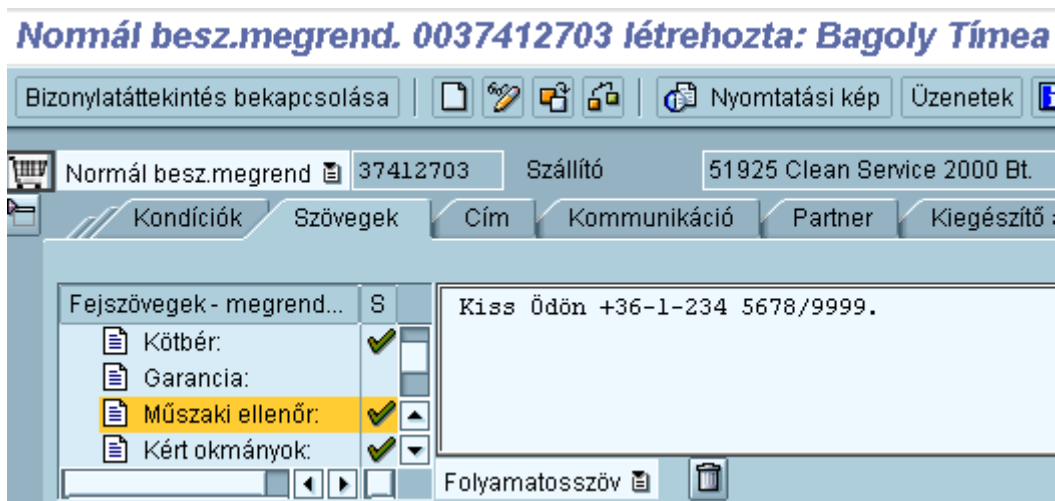 Normál besz.megrend. 0037412703 létrehozta: Bagoly Tímea
Bizonylatáttekintés bekapcsolása Nyomtatási kép Üzenetek
Normál besz.megrend 37412703 Szállító 51925 Clean Service 2000 Bt.
Kondíciók Szövegek Cím Kommunikáció Partner Kiegészítő
Fejszövegek - megrend... S
Kiss Ödön +36-1-234 5678/9999.
Kötbér:
Garancia:
Műszaki ellenőr:
Kért okmányok:
Folyamatosszöv